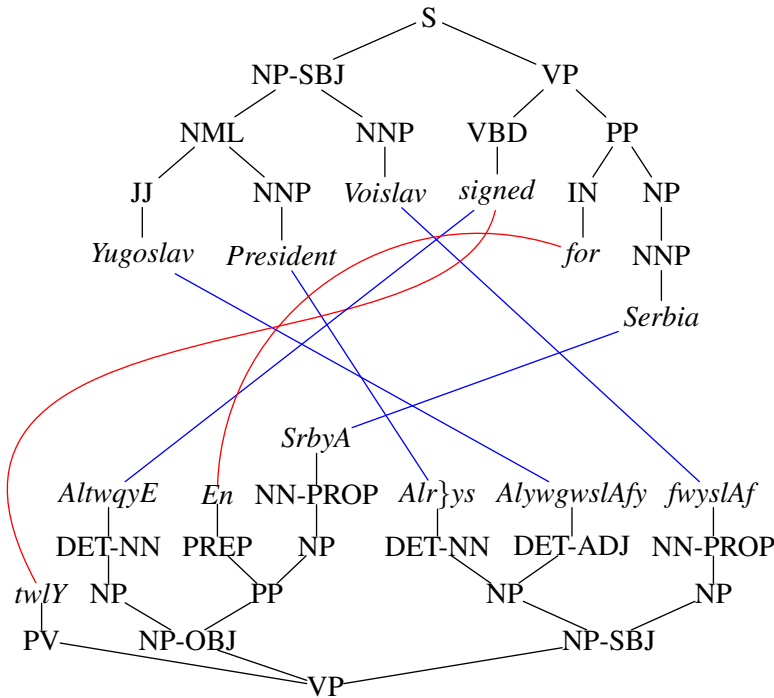 S
NP-SBJ VP
NML NNP VBD PP
JJ NNP Voislav signed IN NP
Yugoslav President for NNP
Serbia
SrbyA
AltwqyE En NN-PROP Alr}ys AlywgwslAfy fwyslAf
DET-NN PREP NP DET-NN DET-ADJ NN-PROP
twlY NP PP NP NP
PV NP-OBJ NP-SBJ
VP